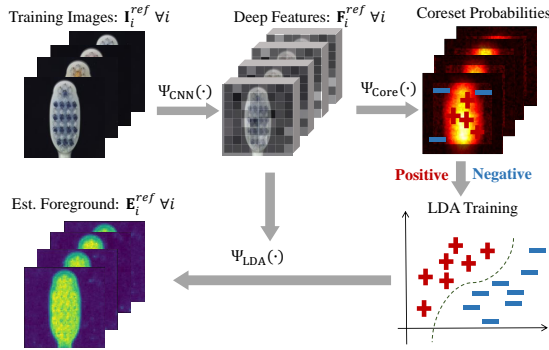 Training Images: I_i^{ref} ∀i
Deep Features: F_i^{ref} ∀i
Coreset Probabilities
Ψ_CNN(·)
Ψ_Core(·)
Positive
Negative
Est. Foreground: E_i^{ref} ∀i
LDA Training
Ψ_LDA(·)